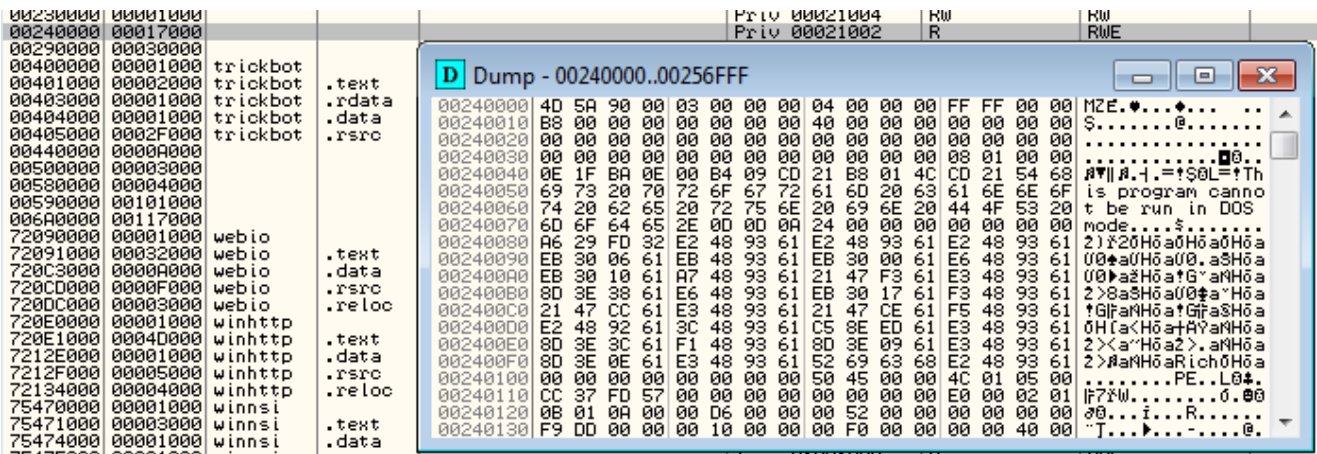 00230000 00001000 Priv 00021004 RW RW
00240000 00017000 Priv 00021002 R RWE
00290000 00030000
00400000 00001000 trickbot
00401000 00002000 trickbot .text
00403000 00001000 trickbot .rdata
00404000 00001000 trickbot .data
00405000 0002F000 trickbot .rsrc
00440000 0000A000
00500000 00003000
00580000 00004000
00590000 00101000
006A0000 00117000
72090000 00001000 webio
72091000 00032000 webio .text
720C3000 0000A000 webio .data
720CD000 0000F000 webio .rsrc
720DC000 00003000 webio .reloc
720E0000 00001000 winhttp
720E1000 0004D000 winhttp .text
7212E000 00001000 winhttp .data
7212F000 00005000 winhttp .rsrc
72134000 00004000 winhttp .reloc
75470000 00001000 winnsi
75471000 00003000 winnsi .text
75474000 00001000 winnsi .data
D Dump - 00240000..00256FFF
00240000 4D 5A 90 00 03 00 00 00 04 00 00 00 FF FF 00 00
00240010 B8 00 00 00 00 00 00 00 40 00 00 00 00 00 00 00
00240020 00 00 00 00 00 00 00 00 00 00 00 00 00 00 00 00 ................
00240030 00 00 00 00 00 00 00 00 00 00 00 00 08 01 00 00
00240040 0E 1F BA 0E 00 B4 09 CD 21 B8 01 4C CD 21 54 68
00240050 69 73 20 70 72 6F 67 72 61 6D 20 63 61 6E 6E 6F is program canno
00240060 74 20 62 65 20 72 75 6E 20 69 6E 20 44 4F 53 20 t be run in DOS
00240070 6D 6F 64 65 2E 0D 0D 0A 24 00 00 00 00 00 00 00 mode....$.......
00240080 A6 29 FD 32 E2 48 93 61 E2 48 93 61 E2 48 93 61
00240090 EB 30 06 61 EB 48 93 61 EB 30 00 61 E6 48 93 61
002400A0 EB 30 10 61 A7 48 93 61 21 47 F3 61 E3 48 93 61
002400B0 8D 3E 38 61 E6 48 93 61 EB 30 17 61 F3 48 93 61
002400C0 21 47 CC 61 E3 48 93 61 21 47 CE 61 F5 48 93 61
002400D0 E2 48 92 61 3C 48 93 61 C5 8E ED 61 E3 48 93 61
002400E0 8D 3E 3C 61 F1 48 93 61 8D 3E 09 61 E3 48 93 61
002400F0 8D 3E 0E 61 E3 48 93 61 52 69 63 68 E2 48 93 61
00240100 00 00 00 00 00 00 00 00 50 45 00 00 4C 01 05 00
00240110 CC 37 FD 57 00 00 00 00 00 00 00 00 E0 00 02 01
00240120 0B 01 0A 00 00 D6 00 00 00 52 00 00 00 00 00 00
00240130 F9 DD 00 00 00 10 00 00 00 F0 00 00 00 00 40 00